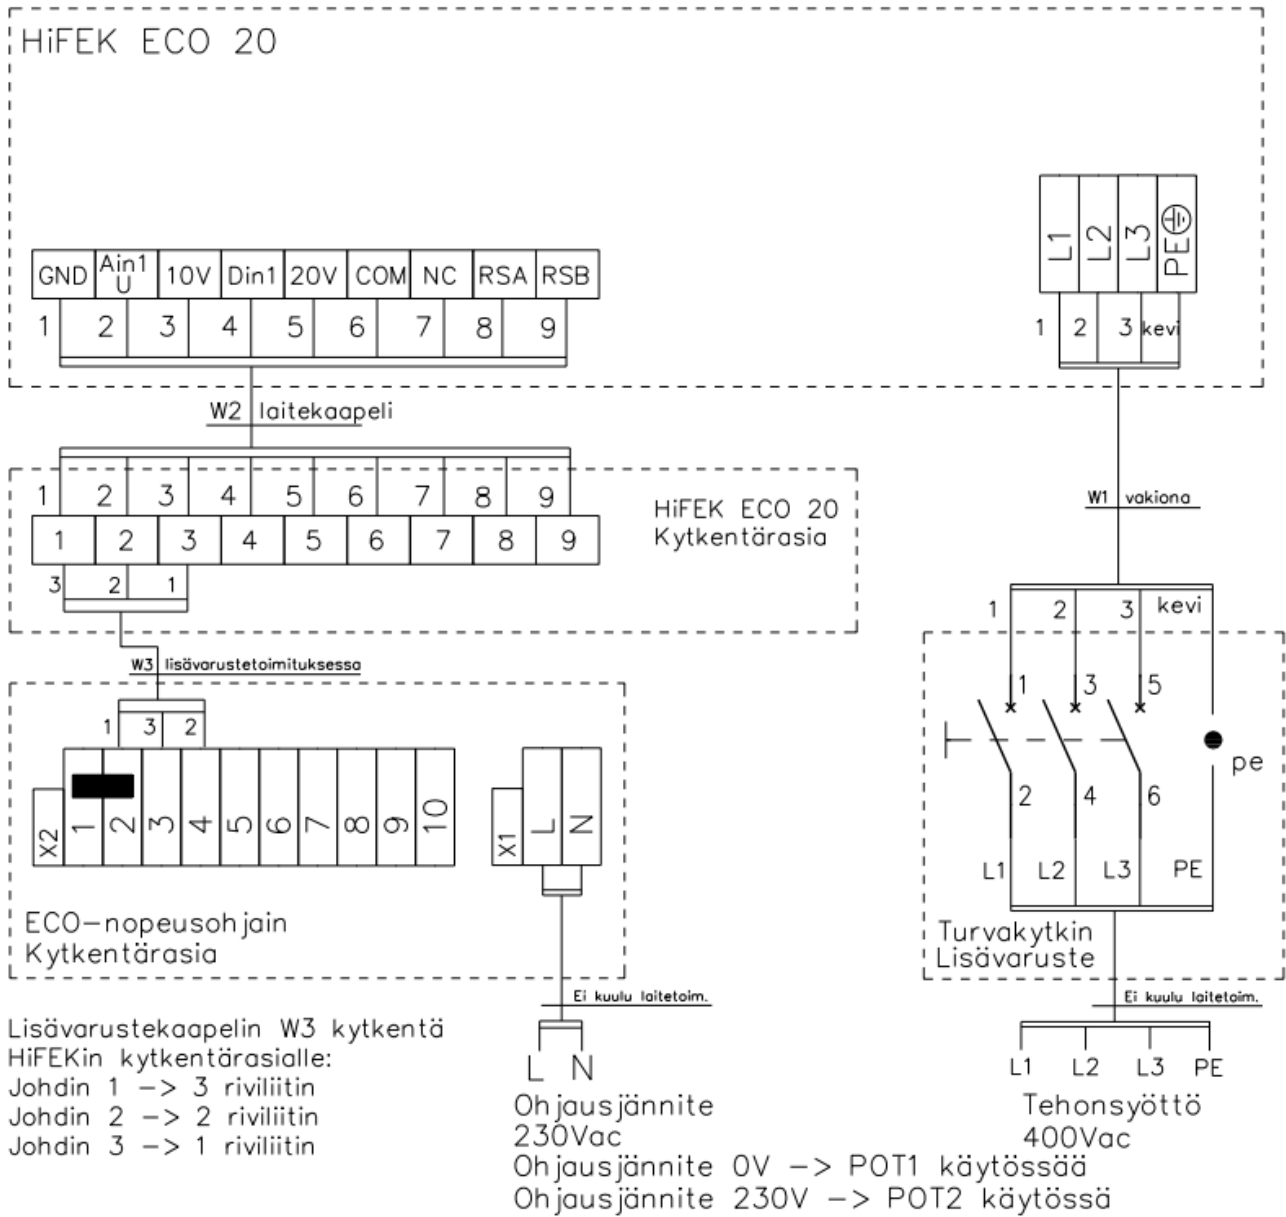 HiFEK ECO 20
L1 L2 L3 PE
GND Ain1 U 10V Din1 20V COM NC RSA RSB
1 2 3 4 5 6 7 8 9
1 2 3 kevi
W2 laitekaapeli
1 2 3 4 5 6 7 8 9
1 2 3 4 5 6 7 8 9
HiFEK ECO 20
Kytkentärasia
W1 vakiona
3 2 1
1 2 3 kevi
W3 lisävarustetoimituksessa
1 3 2
1 3 5
X2 1 2 3 4 5 6 7 8 9 10
X1 L N
pe
2 4 6
L1 L2 L3 PE
ECO-nopeusohjain
Kytkentärasia
Turvakytkin
Lisävaruste
Ei kuulu laitetoim.
Ei kuulu laitetoim.
Lisävarustekaapelin W3 kytkentä
HiFEKin kytkentärasialle:
Johdin 1 -> 3 riviliitin
Johdin 2 -> 2 riviliitin
Johdin 3 -> 1 riviliitin
L N
Ohjausjännite
230Vac
Ohjausjännite 0V -> POT1 käytössää
Ohjausjännite 230V -> POT2 käytössä
L1 L2 L3 PE
Tehonsyöttö
400Vac